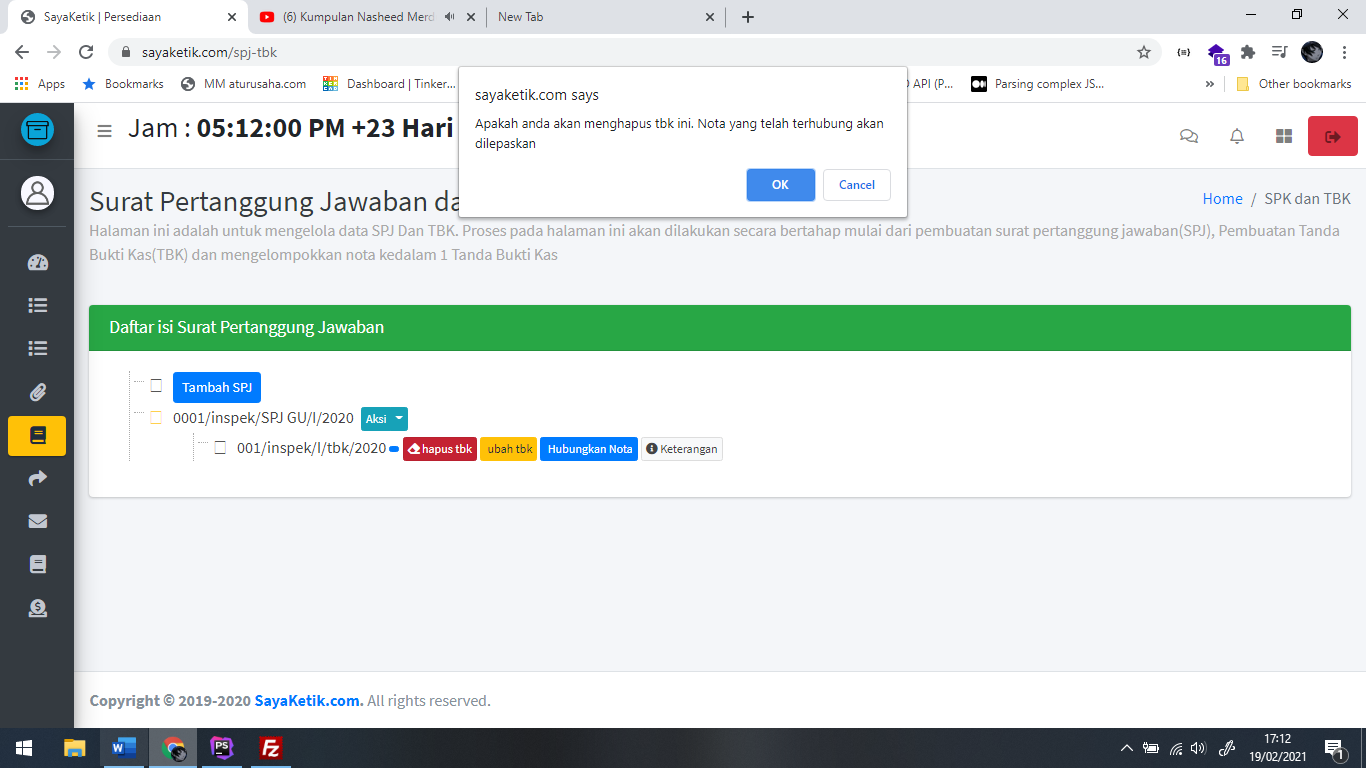 SayaKetik | Persediaan
(6) Kumpulan Nasheed Merd
New Tab
sayaketik.com/spj-tbk
16
Apps
Bookmarks
MM aturusaha.com
Dashboard | Tinker...
O API (P...
Parsing complex JS...
»
Other bookmarks
sayaketik.com says
Apakah anda akan menghapus tbk ini. Nota yang telah terhubung akan
dilepaskan
OK
Cancel
Jam : 05:12:00 PM +23 Hari
Surat Pertanggung Jawaban da
Home / SPK dan TBK
Halaman ini adalah untuk mengelola data SPJ Dan TBK. Proses pada halaman ini akan dilakukan secara bertahap mulai dari pembuatan surat pertanggung jawaban(SPJ), Pembuatan Tanda
Bukti Kas(TBK) dan mengelompokkan nota kedalam 1 Tanda Bukti Kas
Daftar isi Surat Pertanggung Jawaban
Tambah SPJ
0001/inspek/SPJ GU/I/2020 Aksi
001/inspek/I/tbk/2020 hapus tbk ubah tbk Hubungkan Nota Keterangan
Copyright © 2019-2020 SayaKetik.com. All rights reserved.
W
PS
FZ
17:12
19/02/2021
1